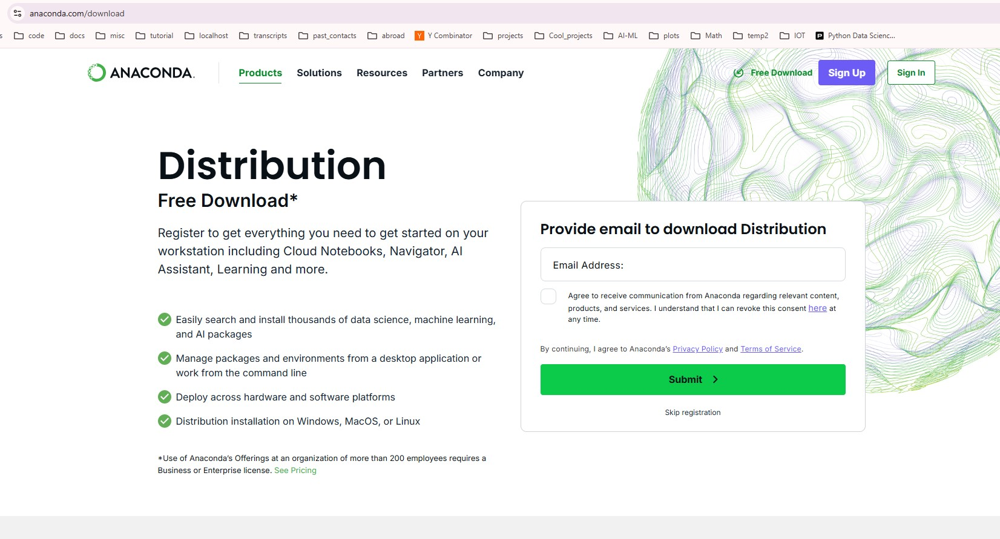 anaconda.com/download
s code docs misc tutorial localhost transcripts past_contacts abroad Y Y Combinator projects Cool_projects AI-ML plots Math temp2 IOT P Python Data Scienc...
ANACONDA. Products Solutions Resources Partners Company Free Download Sign Up Sign In
Distribution
Free Download*
Register to get everything you need to get started on your
workstation including Cloud Notebooks, Navigator, AI
Assistant, Learning and more.
Easily search and install thousands of data science, machine learning,
and AI packages
Manage packages and environments from a desktop application or
work from the command line
Deploy across hardware and software platforms
Distribution installation on Windows, MacOS, or Linux
*Use of Anaconda's Offerings at an organization of more than 200 employees requires a
Business or Enterprise license. See Pricing
Provide email to download Distribution
Email Address:
Agree to receive communication from Anaconda regarding relevant content,
products, and services. I understand that I can revoke this consent here at
any time.
By continuing, I agree to Anaconda's Privacy Policy and Terms of Service.
Submit
Skip registration